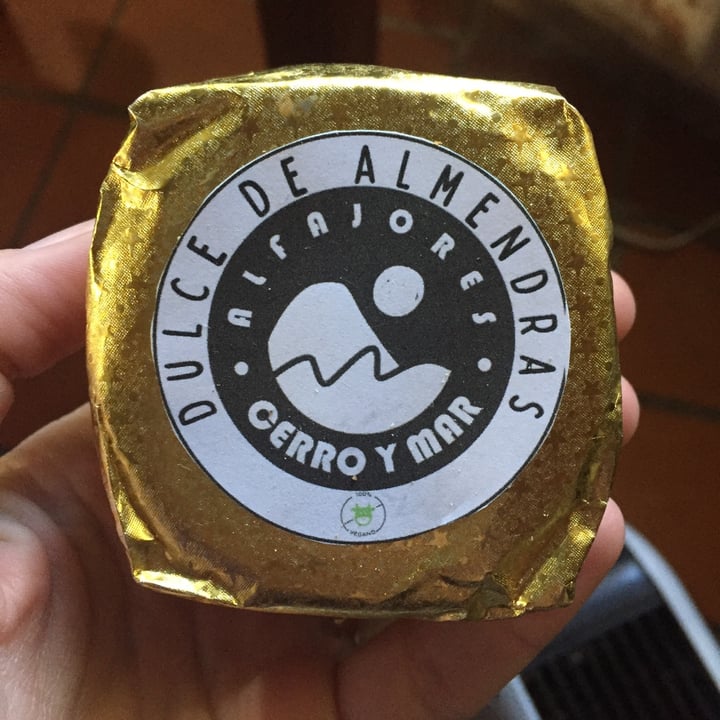 DULCE DE ALMENDRAS
ALFAJORES
CERRO Y MAR
100%
VEGANO